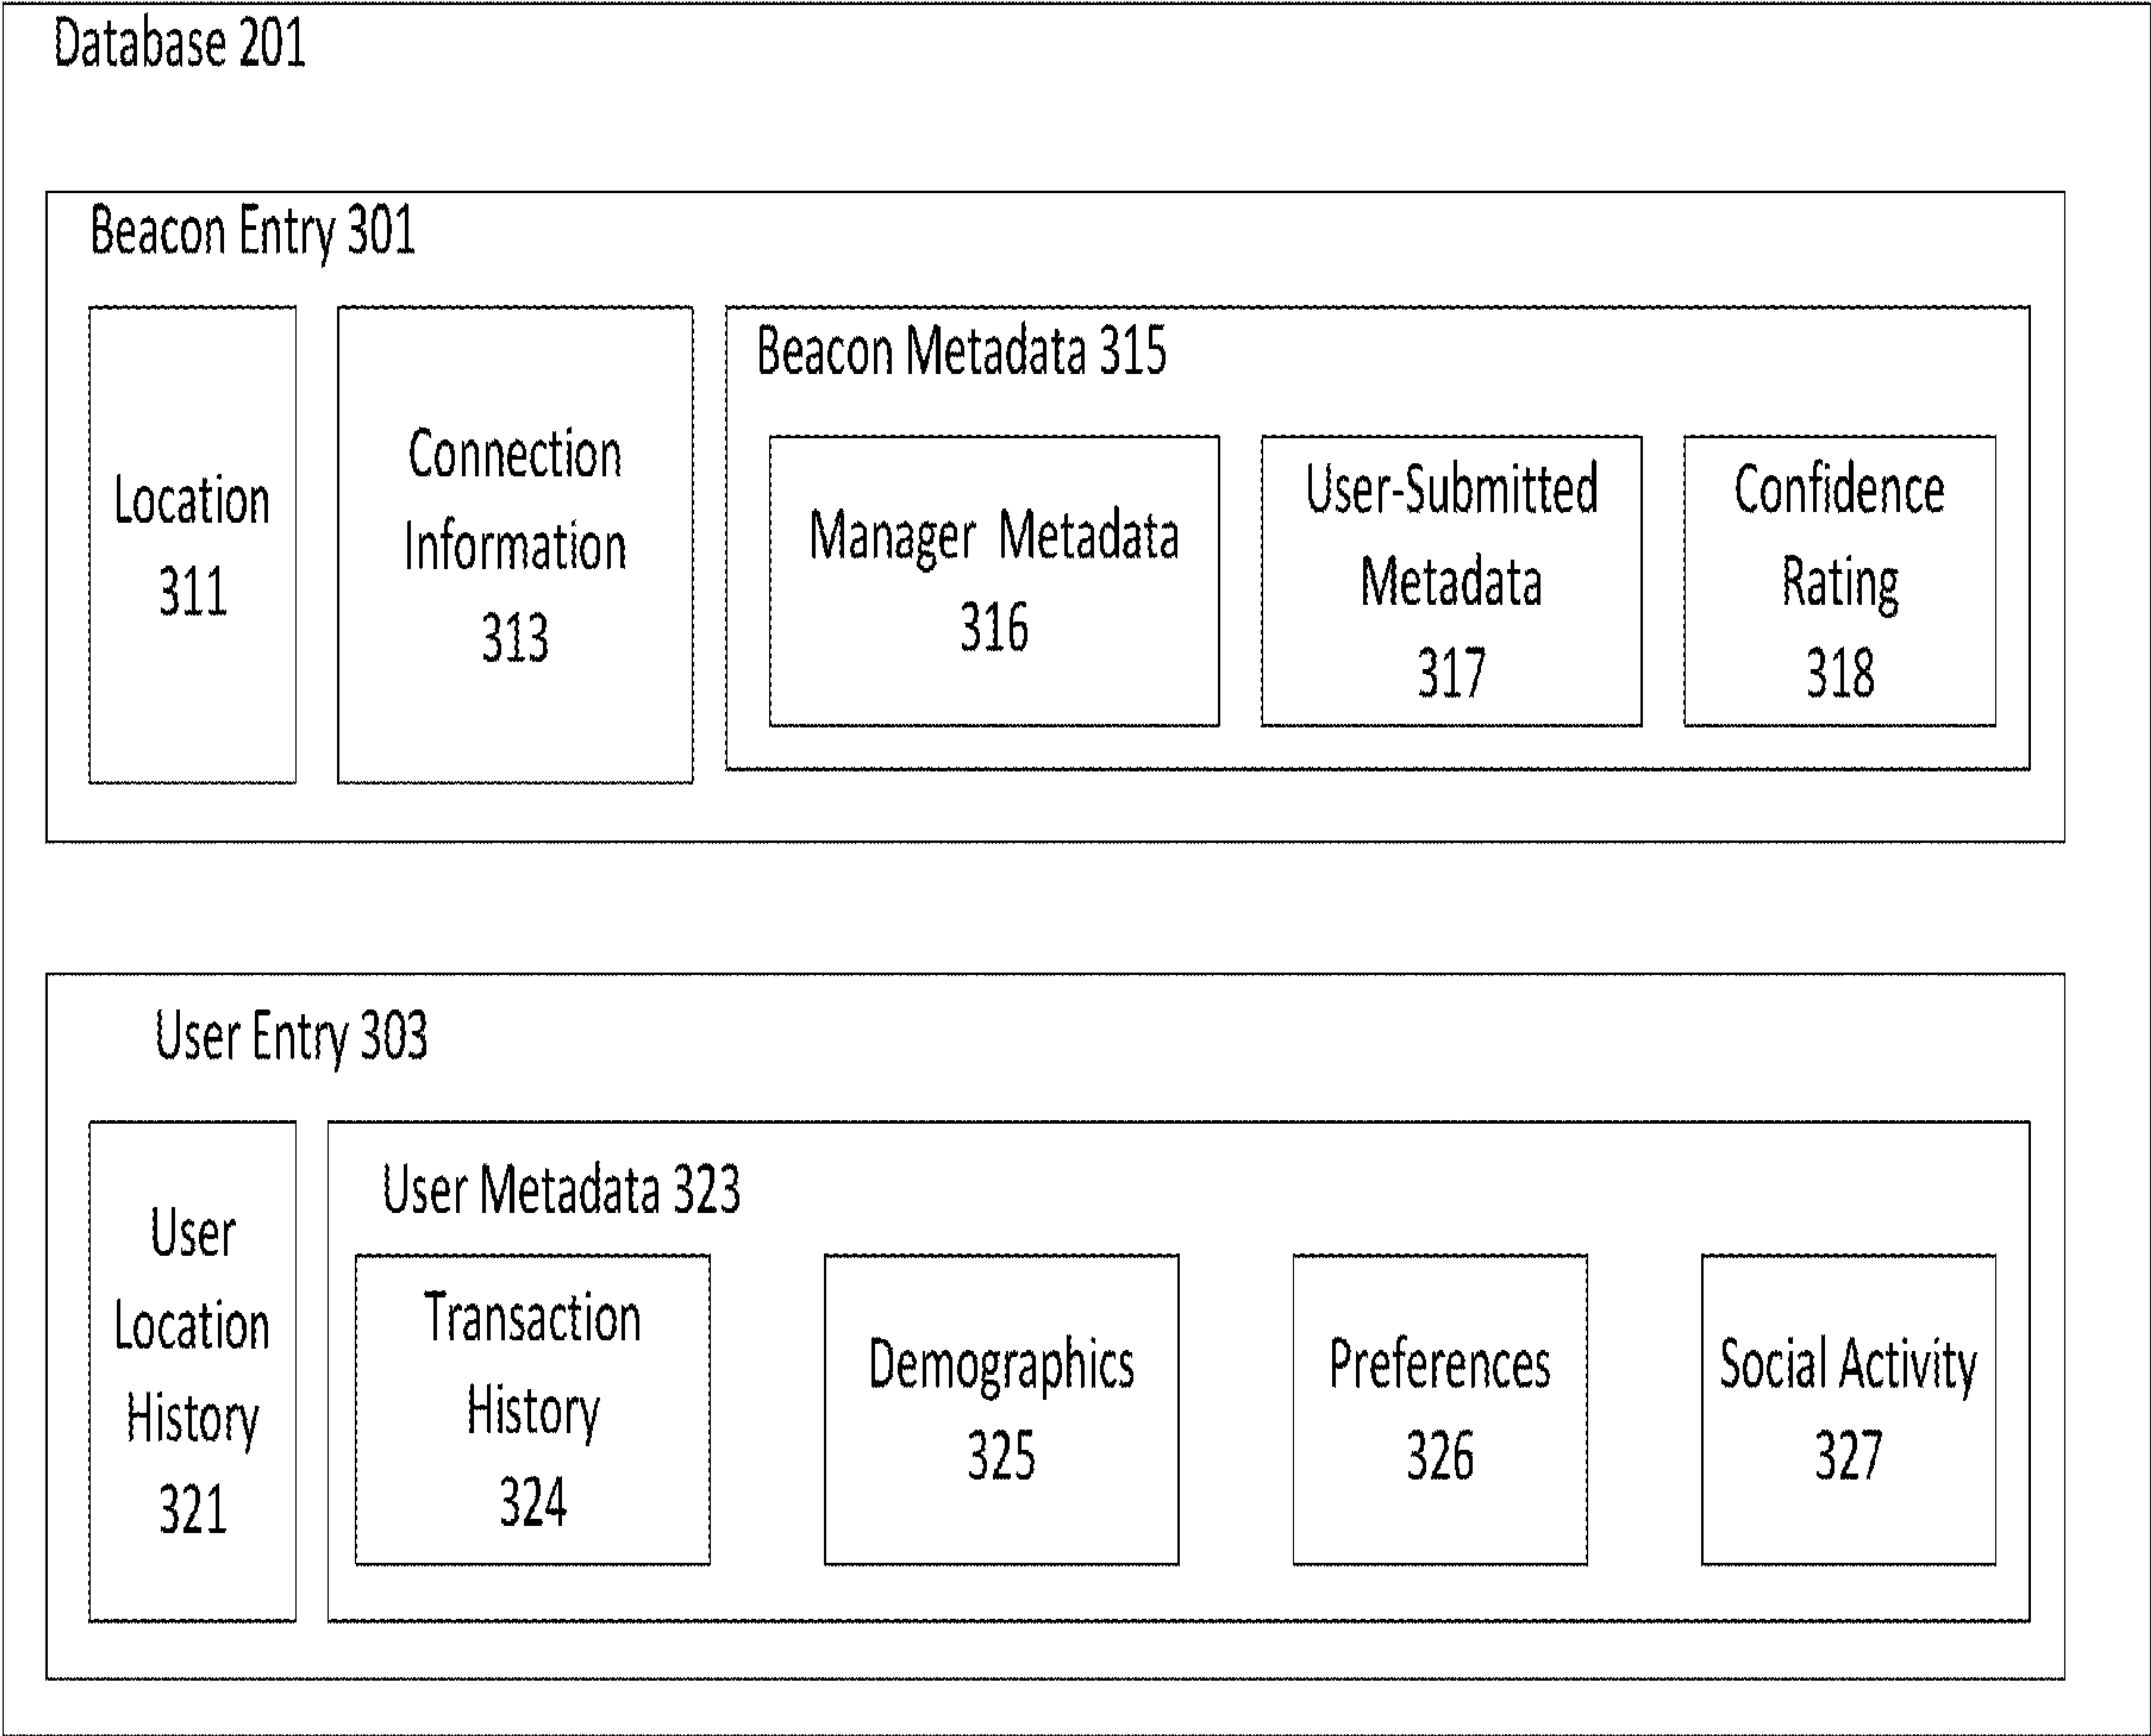 Database 201
Beacon Entry 301
Location
311
Connection
Information
313
Beacon Metadata 315
Manager Metadata
316
User-Submitted
Metadata
317
Confidence
Rating
318
User Entry 303
User
Location
History
321
User Metadata 323
Transaction
History
324
Demographics
325
Preferences
326
Social Activity
327